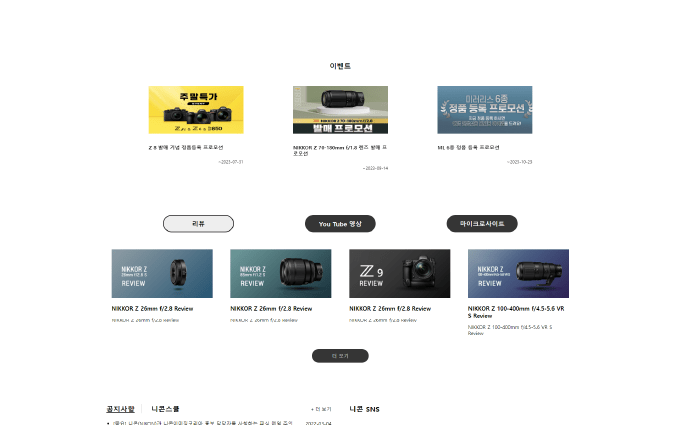 이벤트
주말특가
Z 8 발매 기념 정품등록 프로모션
~2023-07-31
NIKKOR Z 70-180mm f/2.8
발매 프로모션
NIKKOR Z 70-180mm f/2.8 렌즈 발매 프
로모션
~2023-09-14
미러리스 6종
정품 등록 프로모션
ML 6종 정품 등록 프로모션
~2023-10-23
리뷰
You Tube 영상
마이크로사이트
NIKKOR Z
REVIEW
NIKKOR Z 26mm f/2.8 Review
NIKKOR Z 26mm f/2.8 Review
NIKKOR Z
REVIEW
NIKKOR Z 26mm f/2.8 Review
NIKKOR Z 26mm f/2.8 Review
Z 9
REVIEW
NIKKOR Z 26mm f/2.8 Review
NIKKOR Z 26mm f/2.8 Review
NIKKOR Z
REVIEW
NIKKOR Z 100-400mm f/4.5-5.6 VR
S Review
NIKKOR Z 100-400mm f/4.5-5.6 VR S
Review
더 보기
공지사항
니콘스쿨
+ 더 보기
니콘 SNS